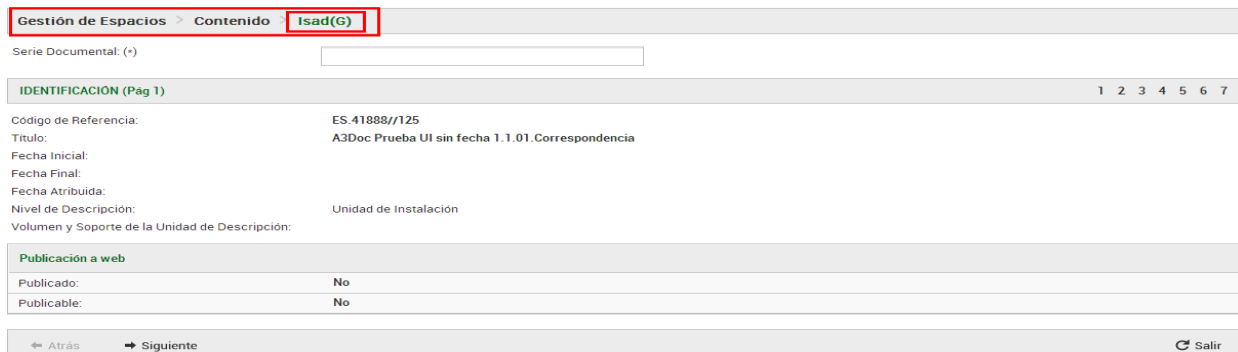 Gestión de Espacios > Contenido > Isad(G)
Serie Documental: (*)
IDENTIFICACIÓN (Pág 1) 1 2 3 4 5 6 7
Código de Referencia: ES.41888//125
Título: A3Doc Prueba UI sin fecha 1.1.01.Correspondencia
Fecha Inicial:
Fecha Final:
Fecha Atribuida:
Nivel de Descripción: Unidad de Instalación
Volumen y Soporte de la Unidad de Descripción:
Publicación a web
Publicado: No
Publicable: No
Atrás Siguiente Salir